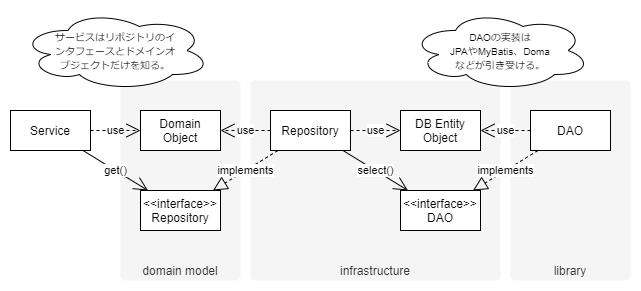 サービスはリポジトリのイ
ンタフェースとドメインオ
ブジェクトだけを知る。
DAOの実装は
JPAやMyBatis、Doma
などが引き受ける。
Service
use
Domain
Object
use
Repository
use
DB Entity
Object
use
DAO
get()
implements
select()
implements
<<interface>>
Repository
<<interface>>
DAO
domain model
infrastructure
library